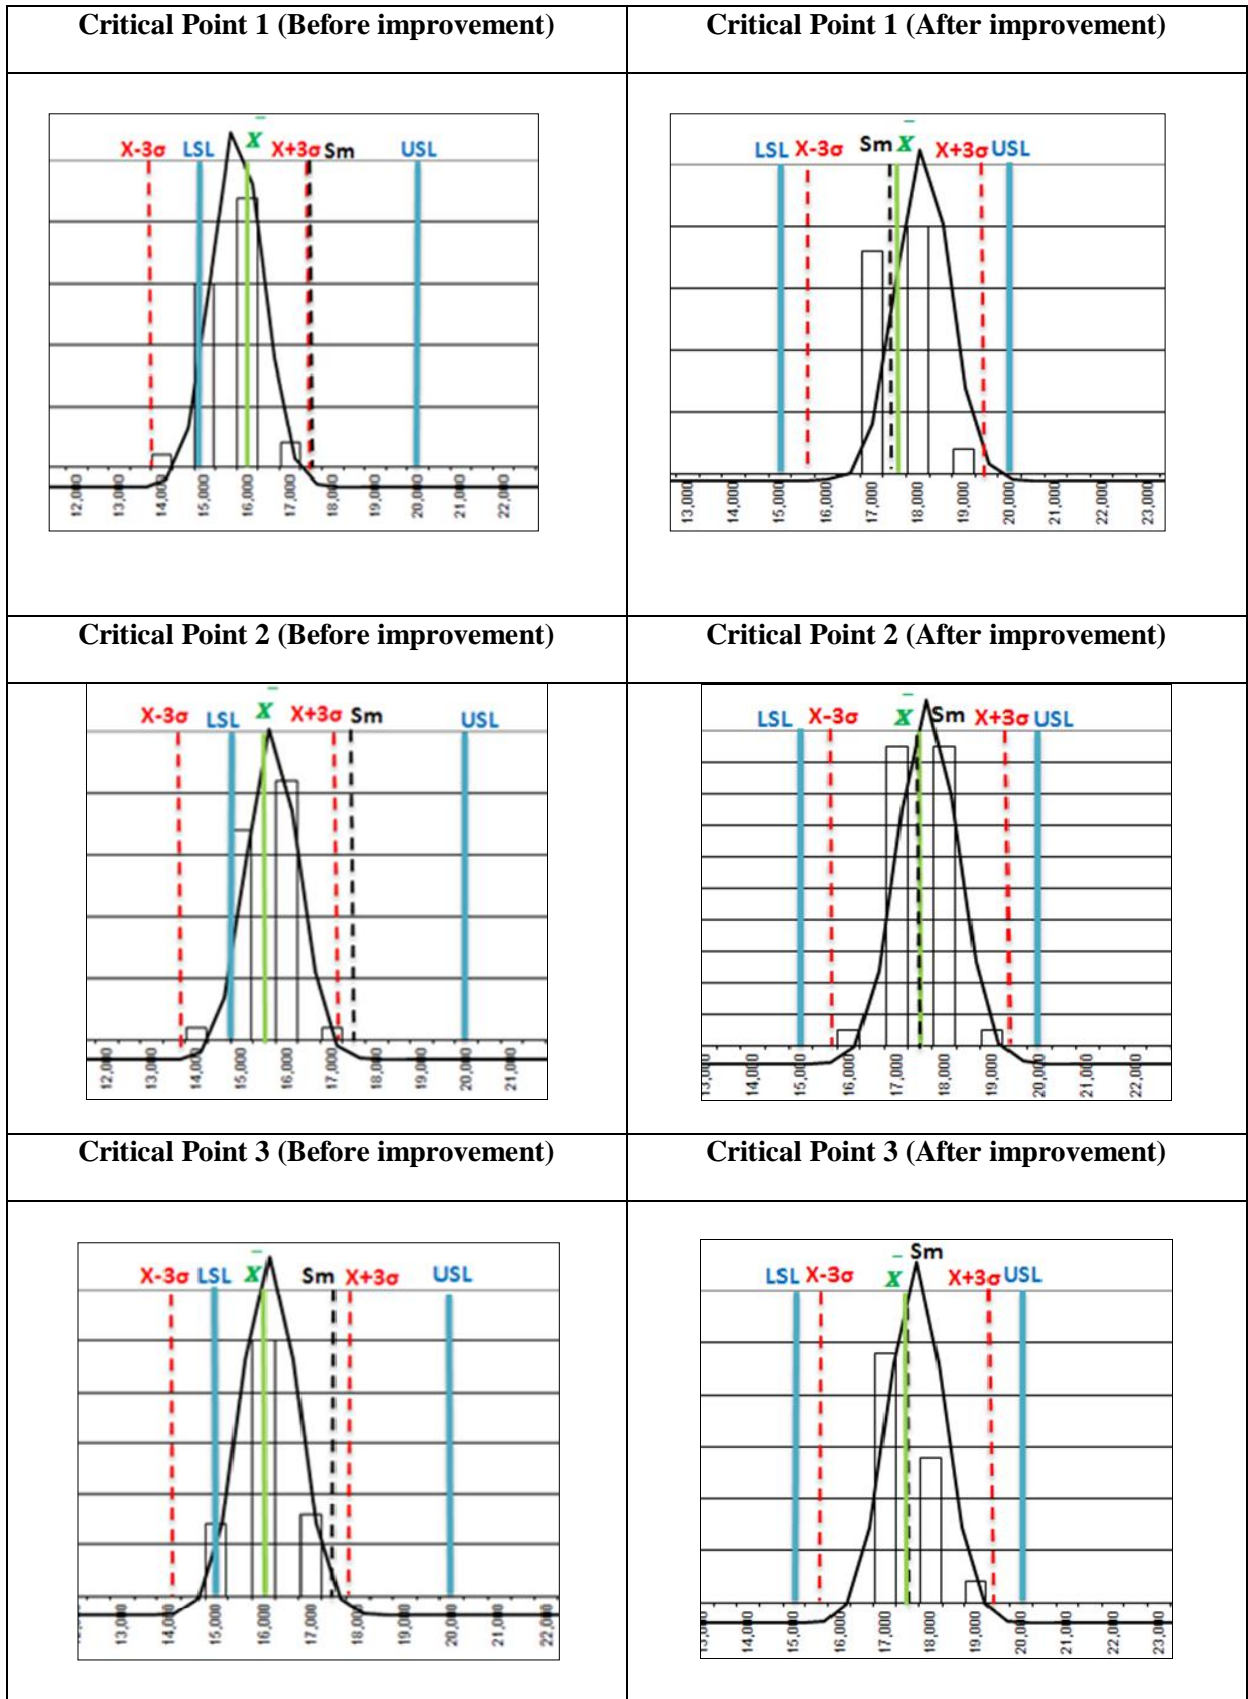 Critical Point 1 (Before improvement)
Critical Point 1 (After improvement)
X-3σ LSL X̄ X+3σ Sm USL
12,000 13,000 14,000 15,000 16,000 17,000 18,000 19,000 20,000 21,000 22,000
LSL X-3σ Sm X̄ X+3σ USL
13,000 14,000 15,000 16,000 17,000 18,000 19,000 20,000 21,000 22,000 23,000
Critical Point 2 (Before improvement)
Critical Point 2 (After improvement)
X-3σ LSL X̄ X+3σ Sm USL
12,000 13,000 14,000 15,000 16,000 17,000 18,000 19,000 20,000 21,000
LSL X-3σ X̄ Sm X+3σ USL
13,000 14,000 15,000 16,000 17,000 18,000 19,000 20,000 21,000 22,000
Critical Point 3 (Before improvement)
Critical Point 3 (After improvement)
X-3σ LSL X̄ Sm X+3σ USL
13,000 14,000 15,000 16,000 17,000 18,000 19,000 20,000 21,000 22,000
LSL X-3σ X̄ Sm X+3σ USL
13,000 14,000 15,000 16,000 17,000 18,000 19,000 20,000 21,000 22,000 23,000